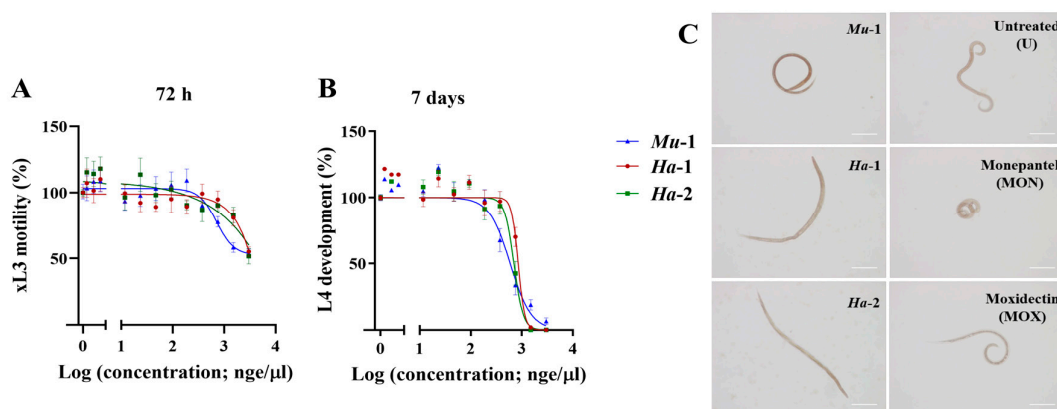 A
72 h
xL3 motility (%)
150
100
50
0
1
2
3
4
Log (concentration; nge/µl)
B
7 days
L4 development (%)
150
100
50
0
1
2
3
4
Log (concentration; nge/µl)
Mu-1
Ha-1
Ha-2
C
Mu-1
Untreated
(U)
Ha-1
Monepantel
(MON)
Ha-2
Moxidectin
(MOX)